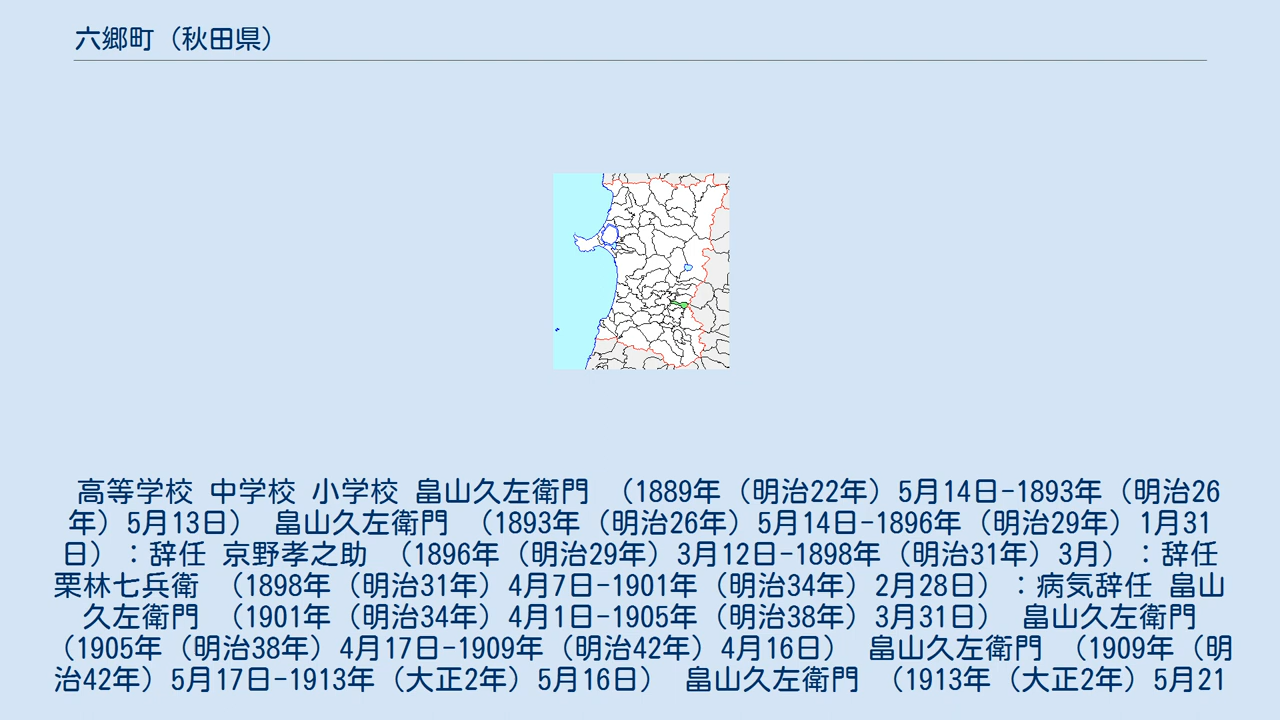 六郷町（秋田県）
高等学校 中学校 小学校 畠山久左衛門 （1889年（明治22年）5月14日-1893年（明治26
年）5月13日） 畠山久左衛門 （1893年（明治26年）5月14日-1896年（明治29年）1月31
日）：辞任 京野孝之助 （1896年（明治29年）3月12日-1898年（明治31年）3月）：辞任
栗林七兵衛 （1898年（明治31年）4月7日-1901年（明治34年）2月28日）：病気辞任 畠山
久左衛門 （1901年（明治34年）4月1日-1905年（明治38年）3月31日） 畠山久左衛門
（1905年（明治38年）4月17日-1909年（明治42年）4月16日） 畠山久左衛門 （1909年（明
治42年）5月17日-1913年（大正2年）5月16日） 畠山久左衛門 （1913年（大正2年）5月21